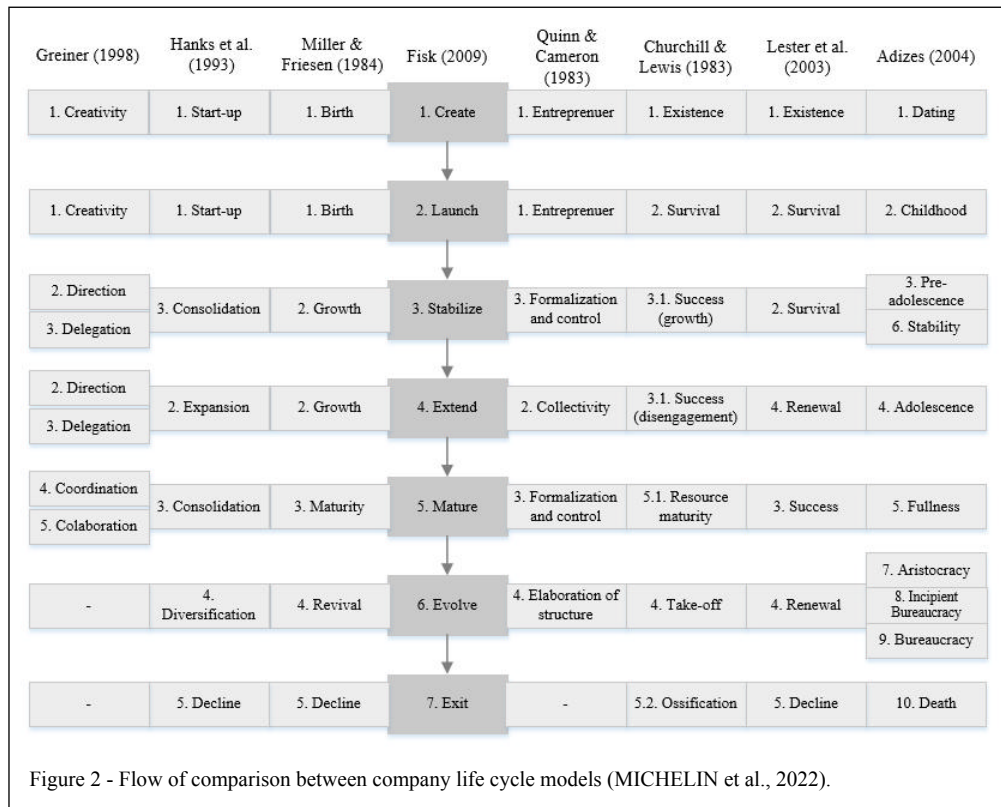 Greiner (1998)
Hanks et al.
(1993)
Miller &
Friesen (1984)
Fisk (2009)
Quinn &
Cameron
(1983)
Churchill &
Lewis (1983)
Lester et al.
(2003)
Adizes (2004)
1. Creativity
1. Start-up
1. Birth
1. Create
1. Entreprenuer
1. Existence
1. Existence
1. Dating
1. Creativity
1. Start-up
1. Birth
2. Launch
1. Entreprenuer
2. Survival
2. Survival
2. Childhood
2. Direction
3. Delegation
3. Consolidation
2. Growth
3. Stabilize
3. Formalization
and control
3.1. Success
(growth)
2. Survival
3. Pre-
adolescence
6. Stability
2. Direction
3. Delegation
2. Expansion
2. Growth
4. Extend
2. Collectivity
3.1. Success
(disengagement)
4. Renewal
4. Adolescence
4. Coordination
5. Colaboration
3. Consolidation
3. Maturity
5. Mature
3. Formalization
and control
5.1. Resource
maturity
3. Success
5. Fullness
-
4.
Diversification
4. Revival
6. Evolve
4. Elaboration of
structure
4. Take-off
4. Renewal
7. Aristocracy
8. Incipient
Bureaucracy
9. Bureaucracy
-
5. Decline
5. Decline
7. Exit
-
5.2. Ossification
5. Decline
10. Death
Figure 2 - Flow of comparison between company life cycle models (MICHELIN et al., 2022).